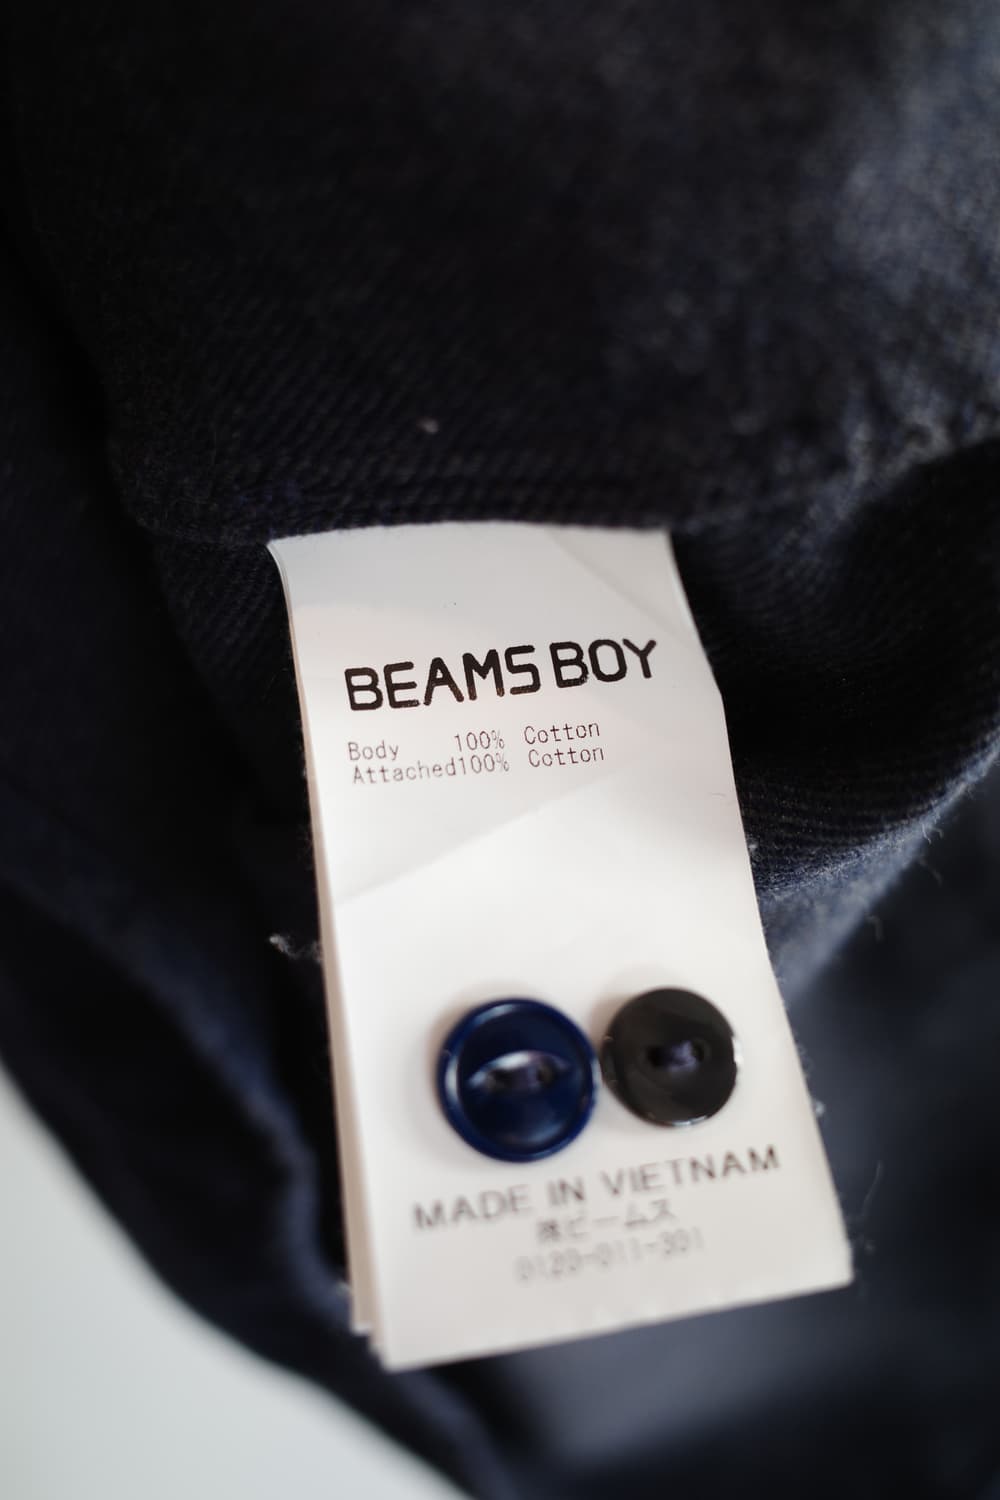 BEAMS BOY
Body 100% Cotton
Attached100% Cotton
MADE IN VIETNAM
㈱ビームス
0120-011-301